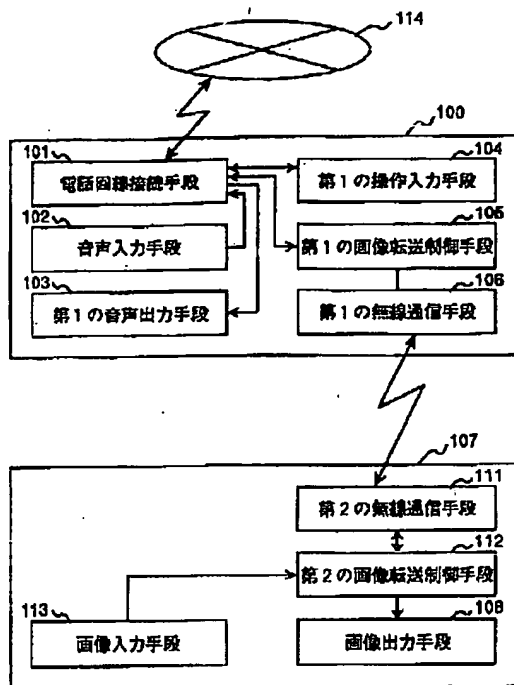 114
100
101
電話回線接続手段
104
第1の操作入力手段
102
音声入力手段
105
第1の画像転送制御手段
103
第1の音声出力手段
106
第1の無線通信手段
107
111
第2の無線通信手段
112
第2の画像転送制御手段
113
画像入力手段
108
画像出力手段